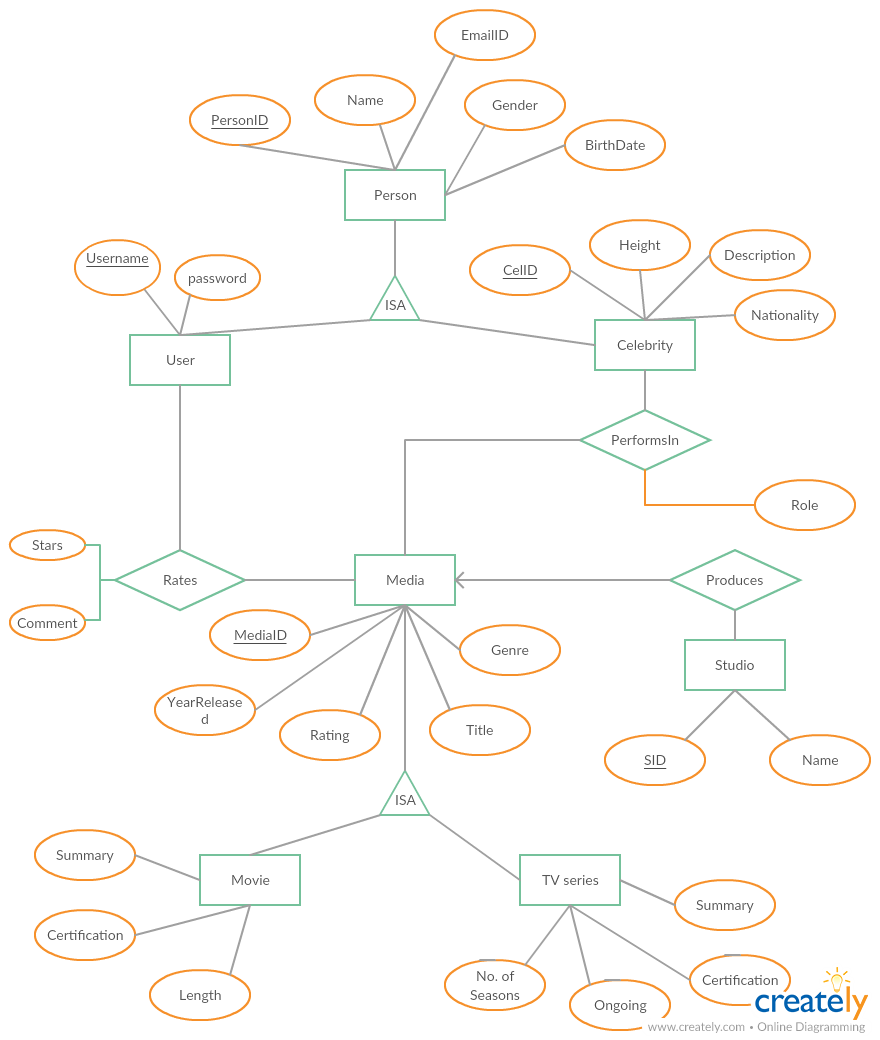 EmailID
Name
Gender
PersonID
BirthDate
Person
Username
password
CelID
Height
Description
Nationality
ISA
User
Celebrity
PerformsIn
Role
Stars
Rates
Media
Produces
Comment
MediaID
Genre
Studio
YearRelease
d
Rating
Title
SID
Name
ISA
Summary
Movie
TV series
Summary
Certification
No. of
Seasons
Certification
Length
Ongoing
creately
www.creately.com • Online Diagramming